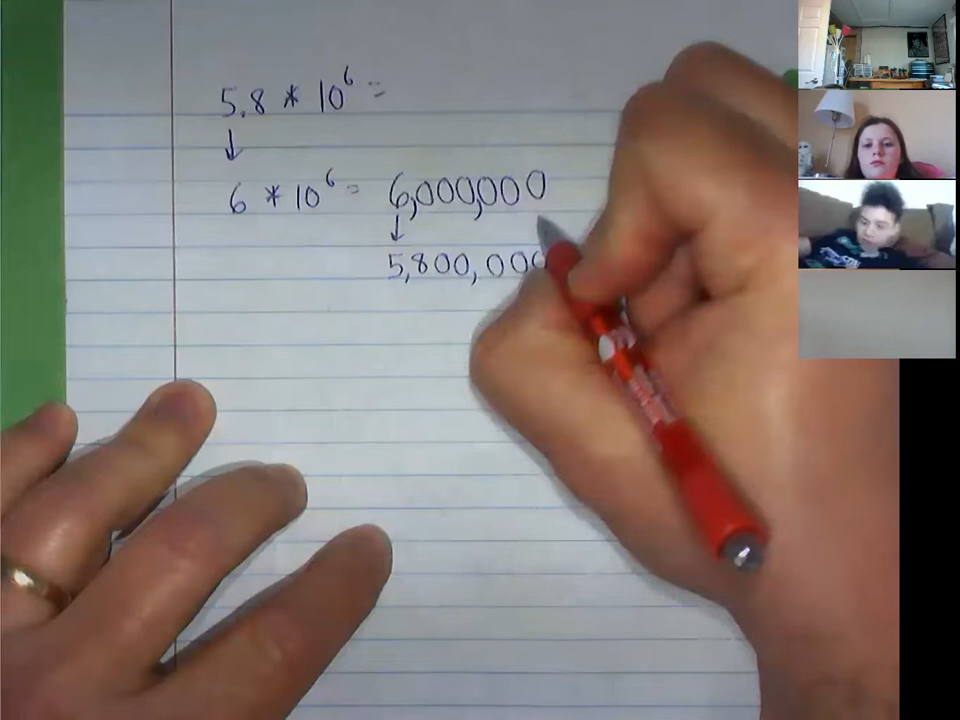 5.8 * 10⁶ =
↓
6 * 10⁶ = 6,000,000
↓
5,800,000